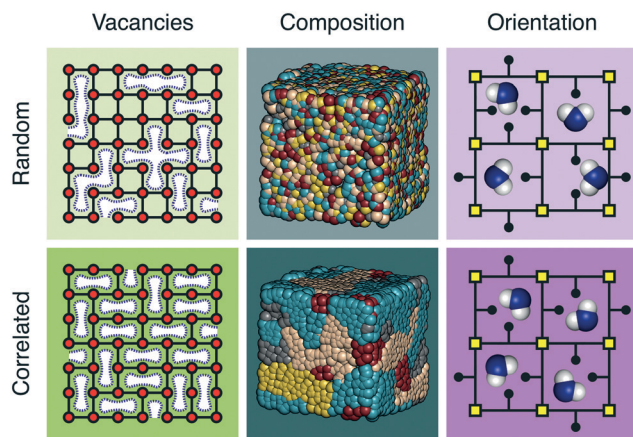 Vacancies
Composition
Orientation
Random
Correlated